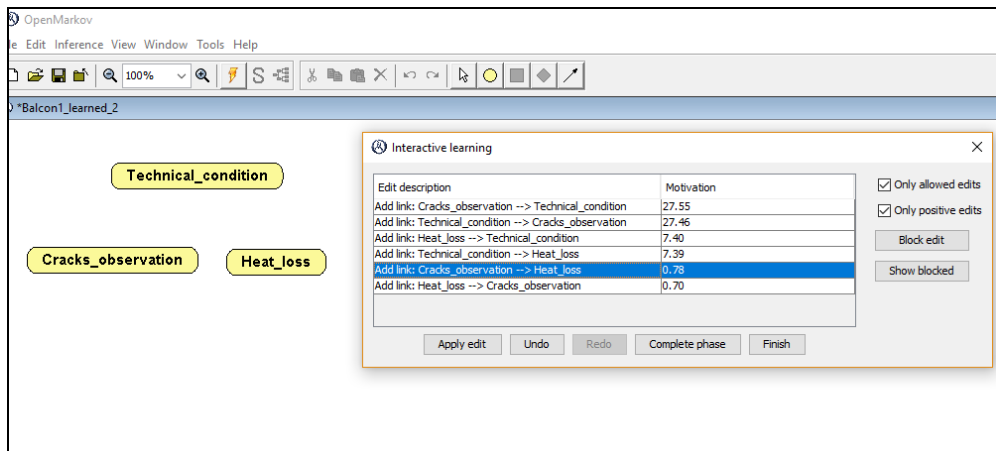 OpenMarkov
le Edit Inference View Window Tools Help
100%
*Balcon1_learned_2
Technical_condition
Cracks_observation
Heat_loss
Interactive learning
Edit description Motivation
Add link: Cracks_observation --> Technical_condition 27.55
Add link: Technical_condition --> Cracks_observation 27.46
Add link: Heat_loss --> Technical_condition 7.40
Add link: Technical_condition --> Heat_loss 7.39
Add link: Cracks_observation --> Heat_loss 0.78
Add link: Heat_loss --> Cracks_observation 0.70
Only allowed edits
Only positive edits
Block edit
Show blocked
Apply edit Undo Redo Complete phase Finish